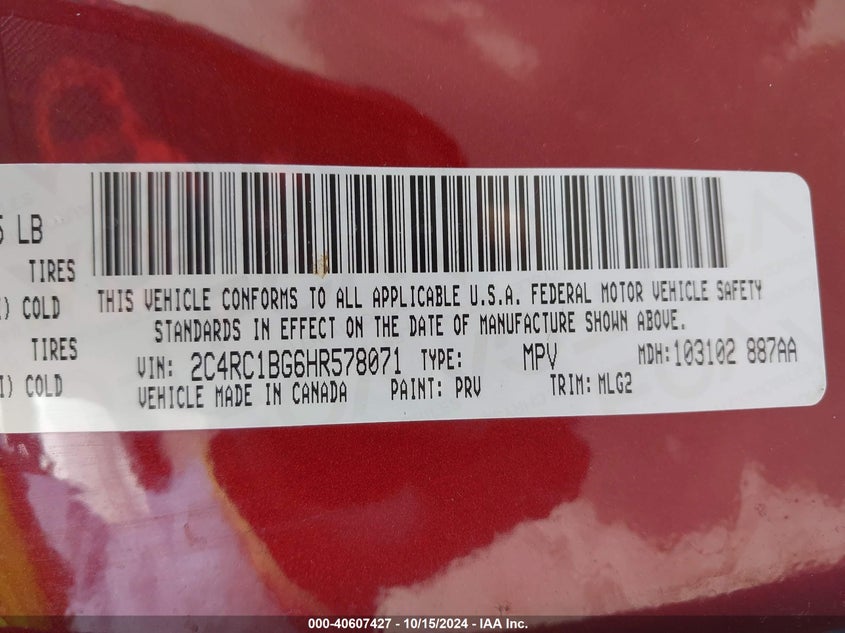 5 LB
TIRES
I) COLD
TIRES
I) COLD
THIS VEHICLE CONFORMS TO ALL APPLICABLE U.S.A. FEDERAL MOTOR VEHICLE SAFETY
STANDARDS IN EFFECT ON THE DATE OF MANUFACTURE SHOWN ABOVE.
VIN: 2C4RC1BG6HR578071 TYPE: MPV MDH:103102 887AA
VEHICLE MADE IN CANADA PAINT: PRV TRIM: MLG2
000-40607427 - 10/15/2024 - IAA Inc.